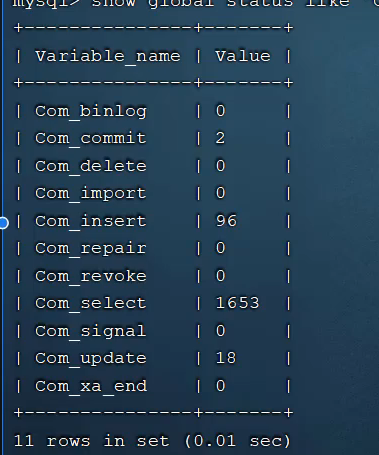 mysql> show global status like
+---------------+-------+
| Variable_name | Value |
+---------------+-------+
| Com_binlog    | 0     |
| Com_commit    | 2     |
| Com_delete    | 0     |
| Com_import    | 0     |
| Com_insert    | 96    |
| Com_repair    | 0     |
| Com_revoke    | 0     |
| Com_select    | 1653  |
| Com_signal    | 0     |
| Com_update    | 18    |
| Com_xa_end    | 0     |
+---------------+-------+
11 rows in set (0.01 sec)